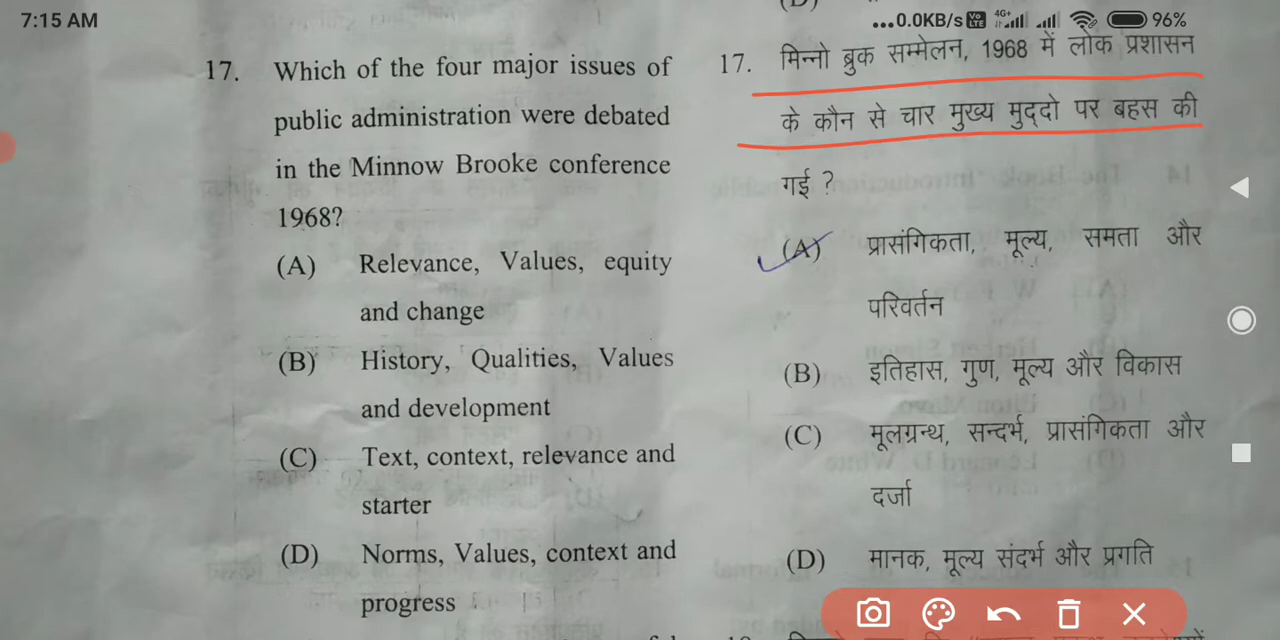 7:15 AM
...0.0KB/s Vo LTE 4G+ 96%
17. Which of the four major issues of
public administration were debated
in the Minnow Brooke conference
1968?
(A) Relevance, Values, equity
and change
(B) History, Qualities, Values
and development
(C) Text, context, relevance and
starter
(D) Norms, Values, context and
progress
17. मिन्नो ब्रुक सम्मेलन, 1968 में लोक प्रशासन
के कौन से चार मुख्य मुद्दो पर बहस की
गई ?
(A) प्रासंगिकता, मूल्य, समता और
परिवर्तन
(B) इतिहास, गुण, मूल्य और विकास
(C) मूलग्रन्थ, सन्दर्भ, प्रासंगिकता और
दर्जा
(D) मानक, मूल्य संदर्भ और प्रगति